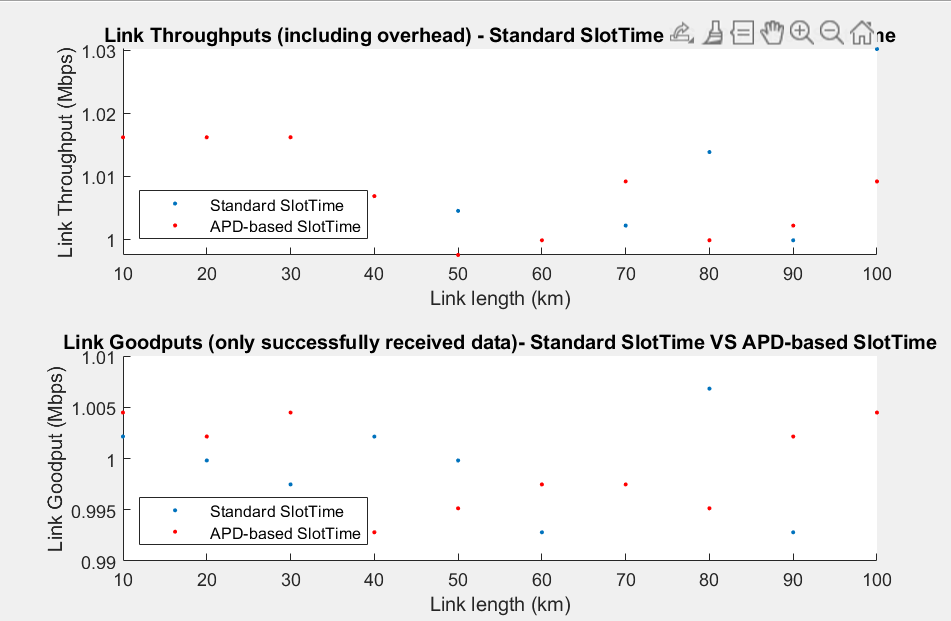 Link Throughputs (including overhead) - Standard SlotTime
1.03
1.02
1.01
1
Link Throughput (Mbps)
Standard SlotTime
APD-based SlotTime
10 20 30 40 50 60 70 80 90 100
Link length (km)
Link Goodputs (only successfully received data)- Standard SlotTime VS APD-based SlotTime
1.01
1.005
1
0.995
0.99
Link Goodput (Mbps)
Standard SlotTime
APD-based SlotTime
10 20 30 40 50 60 70 80 90 100
Link length (km)